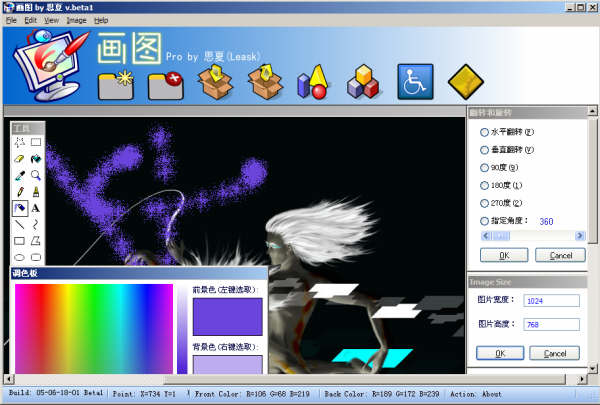 画图 by 思夏 v.beta1
File Edit View Image Help
画图
Pro by 思夏(Leask)
工具
A
调色板
前景色(左键选取):
背景色(右键选取):
翻转和旋转
水平翻转(F)
垂直翻转(V)
90度(9)
180度(1)
270度(2)
指定角度: 360
OK Cancel
Image Size
图片宽度: 1024
图片高度: 768
OK Cancel
Build: 05-06-18-01 Beta1 Point: X=734 Y=1 Front Color: R=106 G=68 B=219 Back Color: R=189 G=172 B=239 Action: About